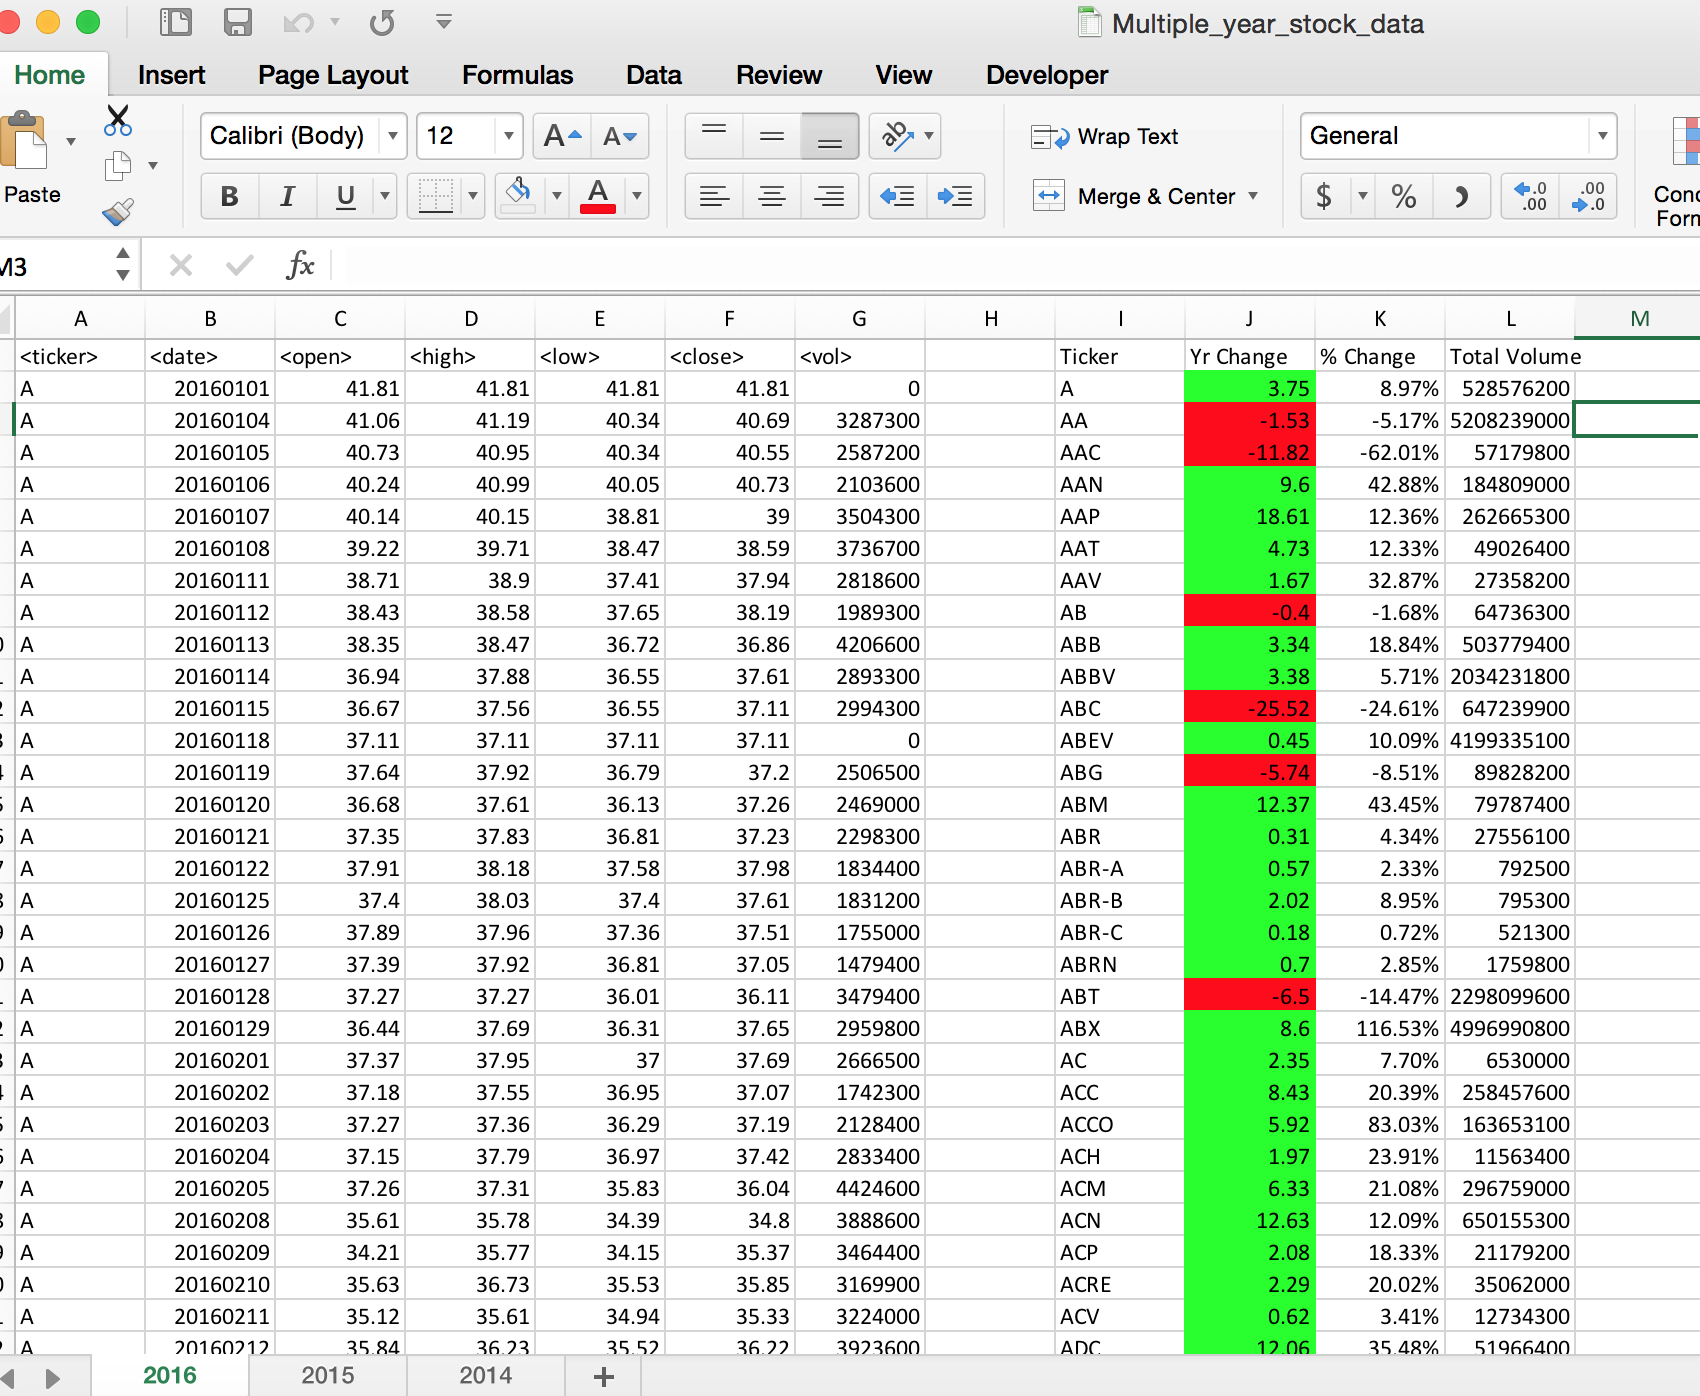 Multiple_year_stock_data
Home Insert Page Layout Formulas Data Review View Developer
Calibri (Body) 12 A A ab Wrap Text General
Paste B I U A Merge & Center $ % .0 .00 .00 .0
M3 fx
A B C D E F G H I J K L M
<ticker> <date> <open> <high> <low> <close> <vol> Ticker Yr Change % Change Total Volume
A 20160101 41.81 41.81 41.81 41.81 0 A 3.75 8.97% 528576200
A 20160104 41.06 41.19 40.34 40.69 3287300 AA -1.53 -5.17% 5208239000
A 20160105 40.73 40.95 40.34 40.55 2587200 AAC -11.82 -62.01% 57179800
A 20160106 40.24 40.99 40.05 40.73 2103600 AAN 9.6 42.88% 184809000
A 20160107 40.14 40.15 38.81 39 3504300 AAP 18.61 12.36% 262665300
A 20160108 39.22 39.71 38.47 38.59 3736700 AAT 4.73 12.33% 49026400
A 20160111 38.71 38.9 37.41 37.94 2818600 AAV 1.67 32.87% 27358200
A 20160112 38.43 38.58 37.65 38.19 1989300 AB -0.4 -1.68% 64736300
A 20160113 38.35 38.47 36.72 36.86 4206600 ABB 3.34 18.84% 503779400
A 20160114 36.94 37.88 36.55 37.61 2893300 ABBV 3.38 5.71% 2034231800
A 20160115 36.67 37.56 36.55 37.11 2994300 ABC -25.52 -24.61% 647239900
A 20160118 37.11 37.11 37.11 37.11 0 ABEV 0.45 10.09% 4199335100
A 20160119 37.64 37.92 36.79 37.2 2506500 ABG -5.74 -8.51% 89828200
A 20160120 36.68 37.61 36.13 37.26 2469000 ABM 12.37 43.45% 79787400
A 20160121 37.35 37.83 36.81 37.23 2298300 ABR 0.31 4.34% 27556100
A 20160122 37.91 38.18 37.58 37.98 1834400 ABR-A 0.57 2.33% 792500
A 20160125 37.4 38.03 37.4 37.61 1831200 ABR-B 2.02 8.95% 795300
A 20160126 37.89 37.96 37.36 37.51 1755000 ABR-C 0.18 0.72% 521300
A 20160127 37.39 37.92 36.81 37.05 1479400 ABRN 0.7 2.85% 1759800
A 20160128 37.27 37.27 36.01 36.11 3479400 ABT -6.5 -14.47% 2298099600
A 20160129 36.44 37.69 36.31 37.65 2959800 ABX 8.6 116.53% 4996990800
A 20160201 37.37 37.95 37 37.69 2666500 AC 2.35 7.70% 6530000
A 20160202 37.18 37.55 36.95 37.07 1742300 ACC 8.43 20.39% 258457600
A 20160203 37.27 37.36 36.29 37.19 2128400 ACCO 5.92 83.03% 163653100
A 20160204 37.15 37.79 36.97 37.42 2833400 ACH 1.97 23.91% 11563400
A 20160205 37.26 37.31 35.83 36.04 4424600 ACM 6.33 21.08% 296759000
A 20160208 35.61 35.78 34.39 34.8 3888600 ACN 12.63 12.09% 650155300
A 20160209 34.21 35.77 34.15 35.37 3464400 ACP 2.08 18.33% 21179200
A 20160210 35.63 36.73 35.53 35.85 3169900 ACRE 2.29 20.02% 35062000
A 20160211 35.12 35.61 34.94 35.33 3224000 ACV 0.62 3.41% 12734300
A 20160212 35.84 36.23 35.52 36.22 3923600 ADC 12.06 35.48% 51966400
2016 2015 2014 +